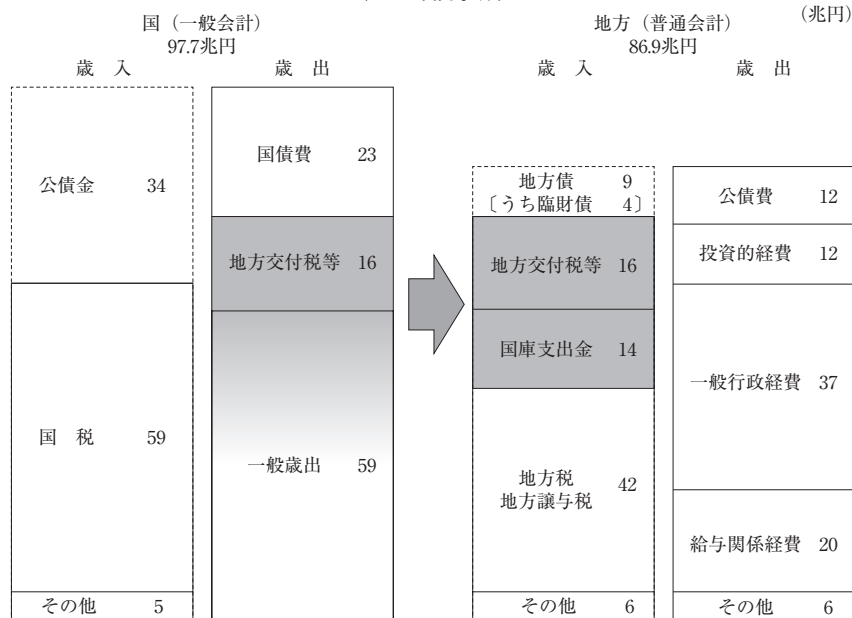 (兆円)
国(一般会計)
97.7兆円
歳 入 歳 出
公債金 34
国 税 59
その他 5
国債費 23
地方交付税等 16
一般歳出 59
地方(普通会計)
86.9兆円
歳 入 歳 出
地方債 9
〔うち臨財債 4〕
地方交付税等 16
国庫支出金 14
地方税
地方譲与税 42
その他 6
公債費 12
投資的経費 12
一般行政経費 37
給与関係経費 20
その他 6